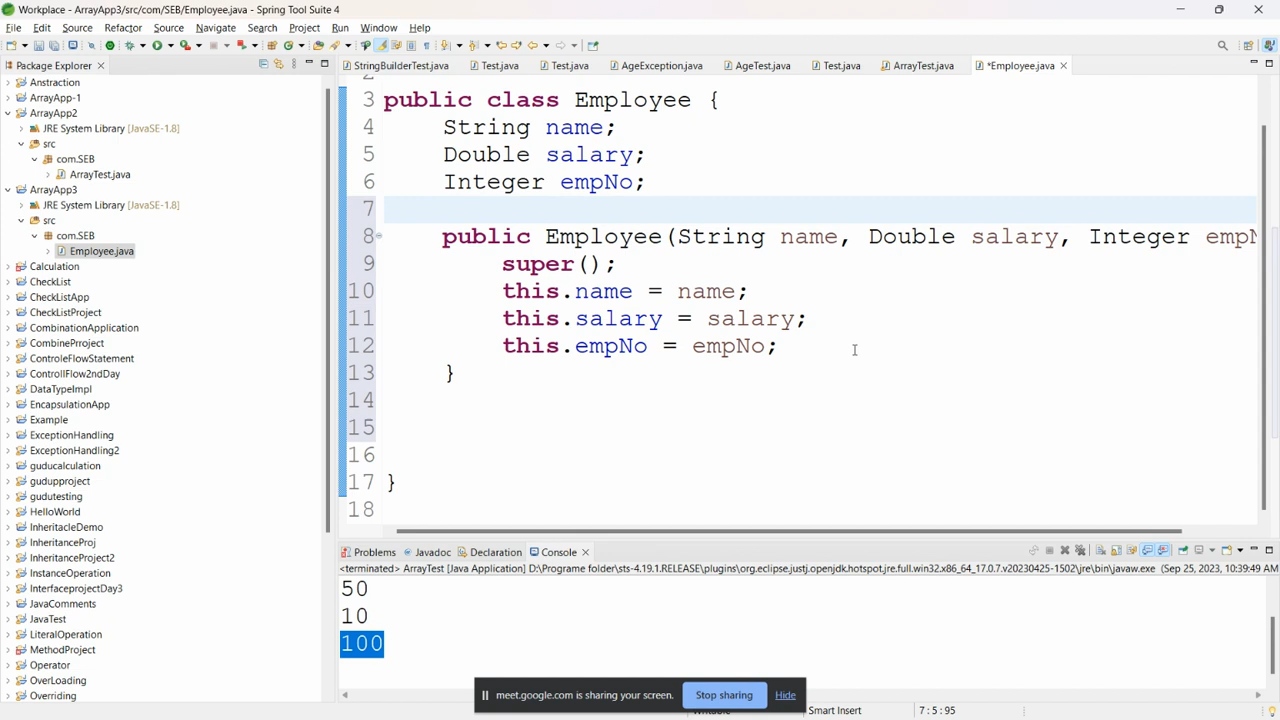 Workplace - ArrayApp3/src/com/SEB/Employee.java - Spring Tool Suite 4
File Edit Source Refactor Source Navigate Search Project Run Window Help
Package Explorer
StringBuilderTest.java Test.java Test.java AgeException.java AgeTest.java Test.java ArrayTest.java *Employee.java
Anstraction
ArrayApp-1
ArrayApp2
JRE System Library [JavaSE-1.8]
src
com.SEB
ArrayTest.java
ArrayApp3
JRE System Library [JavaSE-1.8]
src
com.SEB
Employee.java
Calculation
CheckList
CheckListApp
CheckListProject
CombinationApplication
CombineProject
ControleFlowStatement
ControllFlow2ndDay
DataTypeImpl
EncapsulationApp
Example
ExceptionHandling
ExceptionHandling2
guducalculation
gudupproject
gudutesting
HelloWorld
InheritacleDemo
InheritanceProj
InheritanceProject2
InstanceOperation
InterfaceprojectDay3
JavaComments
JavaTest
LiteralOperation
MethodProject
Operator
OverLoading
Overriding
3 public class Employee {
4 String name;
5 Double salary;
6 Integer empNo;
7
8 public Employee(String name, Double salary, Integer empN
9 super();
10 this.name = name;
11 this.salary = salary;
12 this.empNo = empNo;
13 }
14
15
16
17 }
18
Problems Javadoc Declaration Console
<terminated> ArrayTest [Java Application] D:\Programe folder\sts-4.19.1.RELEASE\plugins\org.eclipse.justj.openjdk.hotspot.jre.full.win32.x86_64_17.0.7.v20230425-1502\jre\bin\javaw.exe (Sep 25, 2023, 10:39:49 AM
50
10
100
meet.google.com is sharing your screen. Stop sharing Hide
Smart Insert 7 : 5 : 95